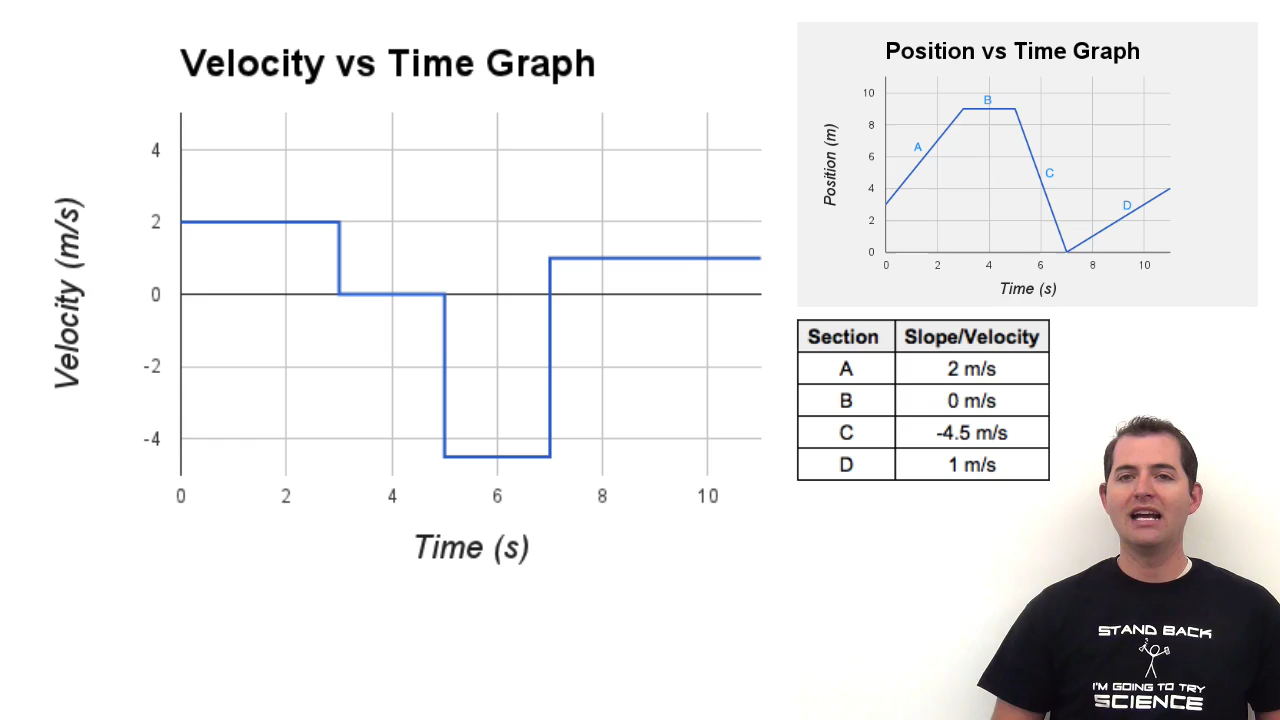 Velocity vs Time Graph
Velocity (m/s)
4
2
0
-2
-4
0 2 4 6 8 10
Time (s)
Position vs Time Graph
Position (m)
10
8
6
4
2
0
A
B
C
D
0 2 4 6 8 10
Time (s)
Section Slope/Velocity
A 2 m/s
B 0 m/s
C -4.5 m/s
D 1 m/s
STAND BACK
I'M GOING TO TRY
SCIENCE